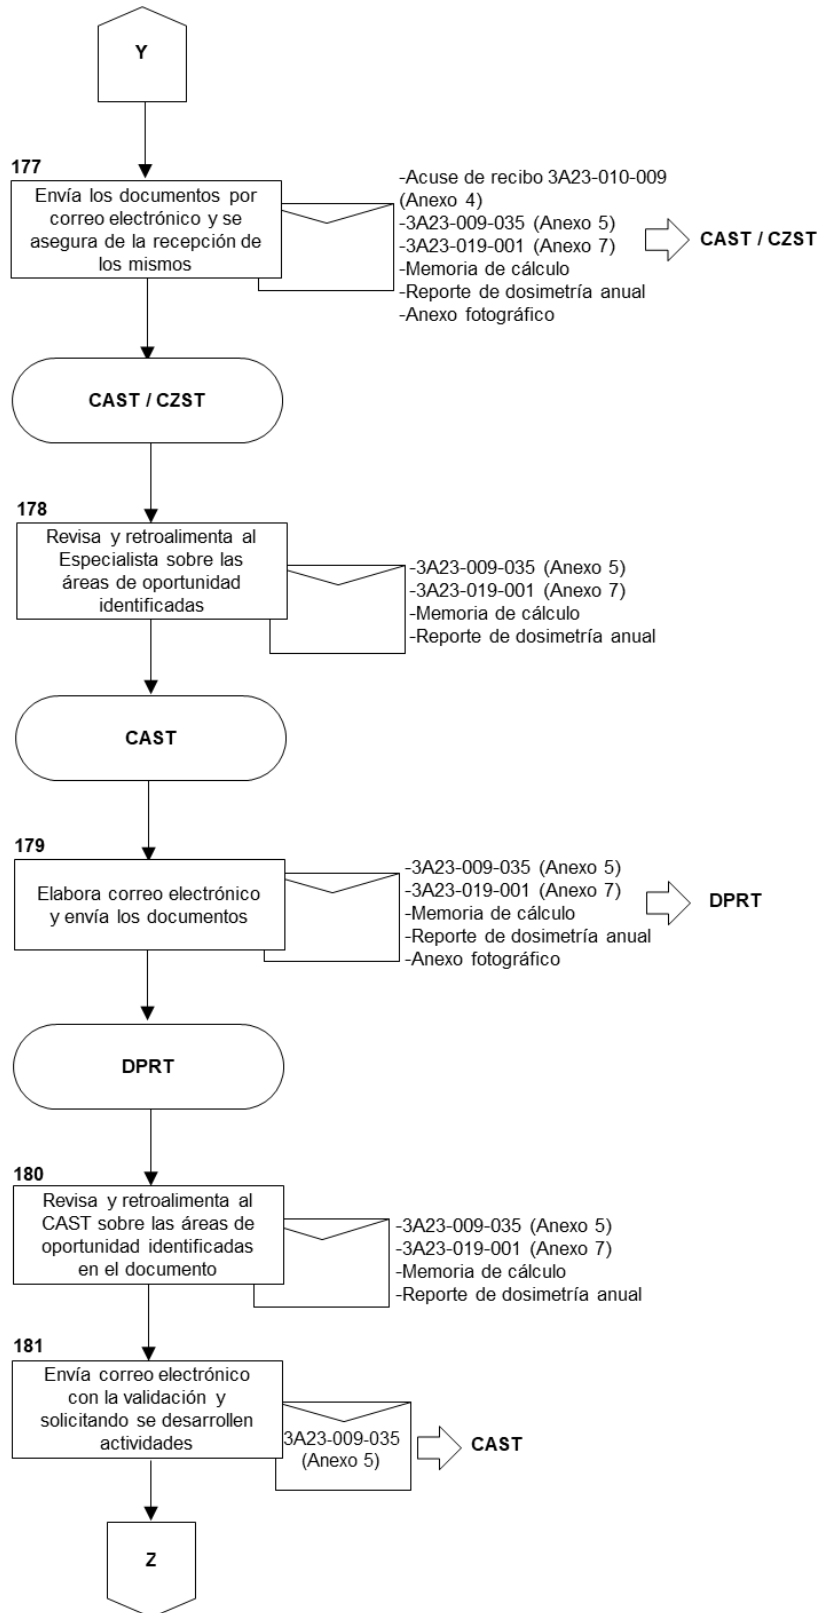 Y
177
Envía los documentos por
correo electrónico y se
asegura de la recepción de
los mismos
-Acuse de recibo 3A23-010-009
(Anexo 4)
-3A23-009-035 (Anexo 5)
-3A23-019-001 (Anexo 7)
-Memoria de cálculo
-Reporte de dosimetría anual
-Anexo fotográfico
CAST / CZST
CAST / CZST
178
Revisa y retroalimenta al
Especialista sobre las
áreas de oportunidad
identificadas
-3A23-009-035 (Anexo 5)
-3A23-019-001 (Anexo 7)
-Memoria de cálculo
-Reporte de dosimetría anual
CAST
179
Elabora correo electrónico
y envía los documentos
-3A23-009-035 (Anexo 5)
-3A23-019-001 (Anexo 7)
-Memoria de cálculo
-Reporte de dosimetría anual
-Anexo fotográfico
DPRT
DPRT
180
Revisa y retroalimenta al
CAST sobre las áreas de
oportunidad identificadas
en el documento
-3A23-009-035 (Anexo 5)
-3A23-019-001 (Anexo 7)
-Memoria de cálculo
-Reporte de dosimetría anual
181
Envía correo electrónico
con la validación y
solicitando se desarrollen
actividades
3A23-009-035
(Anexo 5)
CAST
Z